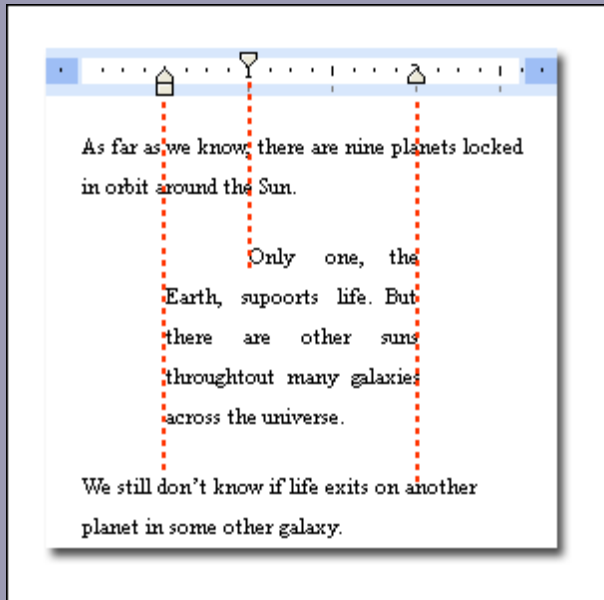 As far as we know, there are nine planets locked
in orbit around the Sun.
Only one, the
Earth, supoorts life. But
there are other suns
throughtout many galaxies
across the universe.
We still don't know if life exits on another
planet in some other galaxy.